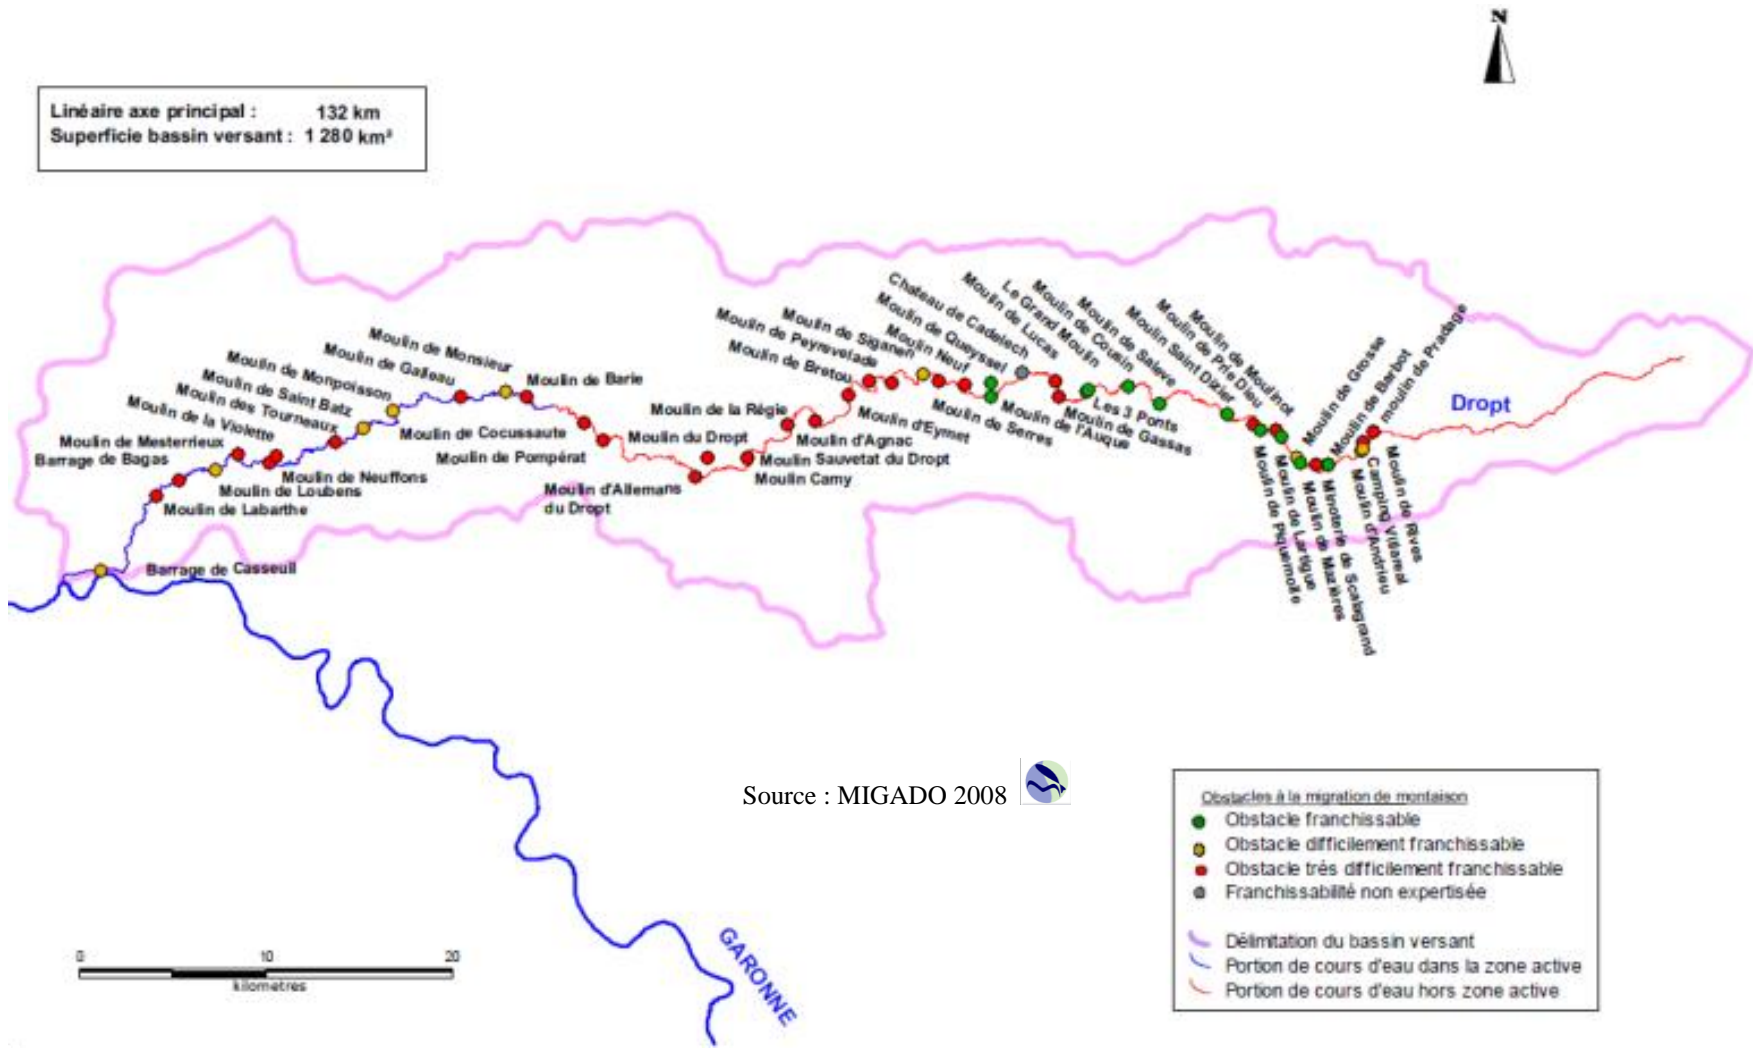 N
Linéaire axe principal : 132 km
Superficie bassin versant : 1 280 km²
Moulin de Pradage
Moulin de Grosse
Moulin de Barbot
Moulin de Moulinot
Moulin de Prie Dieu
Moulin Saint Dizier
Moulin de Saleve
Moulin de Cousin
Le Grand Moulin
Moulin de Lucas
Chateau de Cadelech
Moulin de Queyssel
Moulin Neuf
Moulin de Siganen
Moulin de Peyrevelade
Moulin de Bretou
Moulin de Monsieur
Moulin de Galleau
Moulin de Monpoisson
Moulin de Saint Batz
Moulin des Tourneaux
Moulin de la Violette
Moulin de Mesterrieux
Barrage de Bagas
Moulin de Barie
Moulin de Cocussaute
Moulin de Pompérat
Moulin de Neuffons
Moulin de Loubens
Moulin de Labarthe
Barrage de Casseuil
Moulin de la Régie
Moulin du Dropt
Moulin d'Allemans
du Dropt
Moulin d'Agnac
Moulin Sauvetat du Dropt
Moulin Camy
Moulin d'Eymet
Moulin de Serres
Moulin de l'Auque
Moulin de Gassas
Les 3 Ponts
Dropt
Moulin de Piquemolle
Moulin de Lartigue
Moulin de Mazières
Minoterie de Scalagrand
Moulin d'Andrieu
Camping Villareal
Moulin de Rives
Source : MIGADO 2008
GARONNE
0 10 20
kilometres
Obstacles à la migration de montaison
Obstacle franchissable
Obstacle difficilement franchissable
Obstacle très difficilement franchissable
Franchissabilité non expertisée
Délimitation du bassin versant
Portion de cours d'eau dans la zone active
Portion de cours d'eau hors zone active